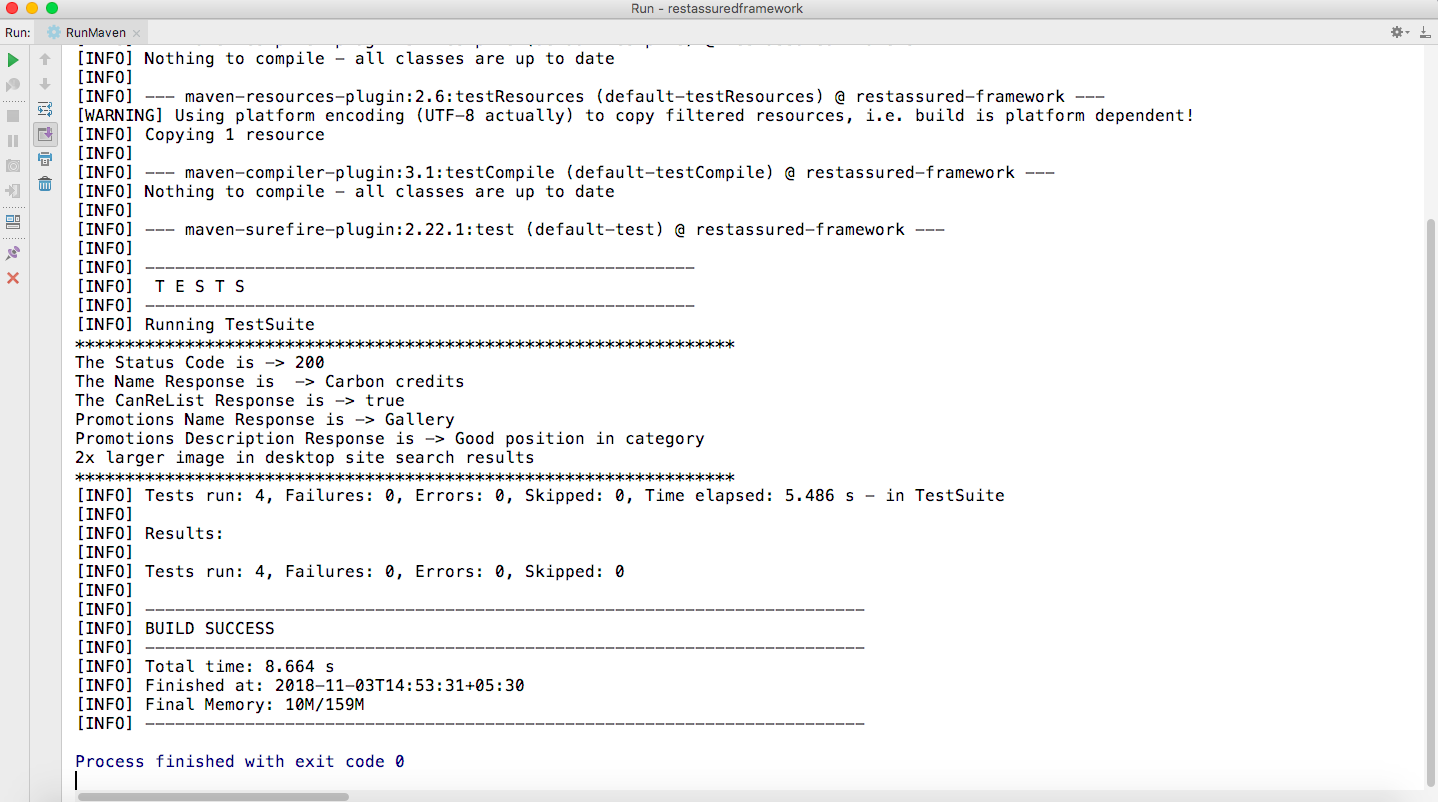 Run - restassuredframework
Run: RunMaven
[INFO] Nothing to compile - all classes are up to date
[INFO]
[INFO] --- maven-resources-plugin:2.6:testResources (default-testResources) @ restassured-framework ---
[WARNING] Using platform encoding (UTF-8 actually) to copy filtered resources, i.e. build is platform dependent!
[INFO] Copying 1 resource
[INFO]
[INFO] --- maven-compiler-plugin:3.1:testCompile (default-testCompile) @ restassured-framework ---
[INFO] Nothing to compile - all classes are up to date
[INFO]
[INFO] --- maven-surefire-plugin:2.22.1:test (default-test) @ restassured-framework ---
[INFO]
[INFO] -------------------------------------------------------
[INFO]  T E S T S
[INFO] -------------------------------------------------------
[INFO] Running TestSuite
******************************************************************
The Status Code is -> 200
The Name Response is  -> Carbon credits
The CanReList Response is -> true
Promotions Name Response is -> Gallery
Promotions Description Response is -> Good position in category
2x larger image in desktop site search results
******************************************************************
[INFO] Tests run: 4, Failures: 0, Errors: 0, Skipped: 0, Time elapsed: 5.486 s - in TestSuite
[INFO]
[INFO] Results:
[INFO]
[INFO] Tests run: 4, Failures: 0, Errors: 0, Skipped: 0
[INFO]
[INFO] ------------------------------------------------------------------------
[INFO] BUILD SUCCESS
[INFO] ------------------------------------------------------------------------
[INFO] Total time: 8.664 s
[INFO] Finished at: 2018-11-03T14:53:31+05:30
[INFO] Final Memory: 10M/159M
[INFO] ------------------------------------------------------------------------
Process finished with exit code 0